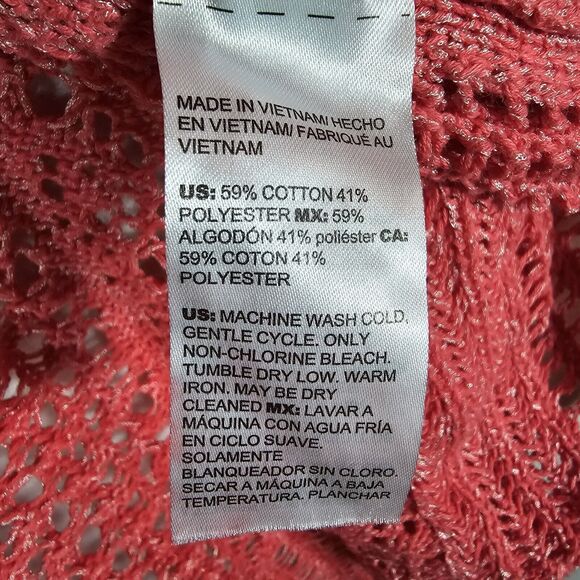 MADE IN VIETNAM/ HECHO
EN VIETNAM/ FABRIQUÉ AU
VIETNAM
US: 59% COTTON 41%
POLYESTER MX: 59%
ALGODÓN 41% poliéster CA:
59% COTON 41%
POLYESTER
US: MACHINE WASH COLD,
GENTLE CYCLE. ONLY
NON-CHLORINE BLEACH.
TUMBLE DRY LOW. WARM
IRON. MAY BE DRY
CLEANED MX: LAVAR A
MÁQUINA CON AGUA FRÍA
EN CICLO SUAVE.
SOLAMENTE
BLANQUEADOR SIN CLORO.
SECAR A MÁQUINA A BAJA
TEMPERATURA. PLANCHAR